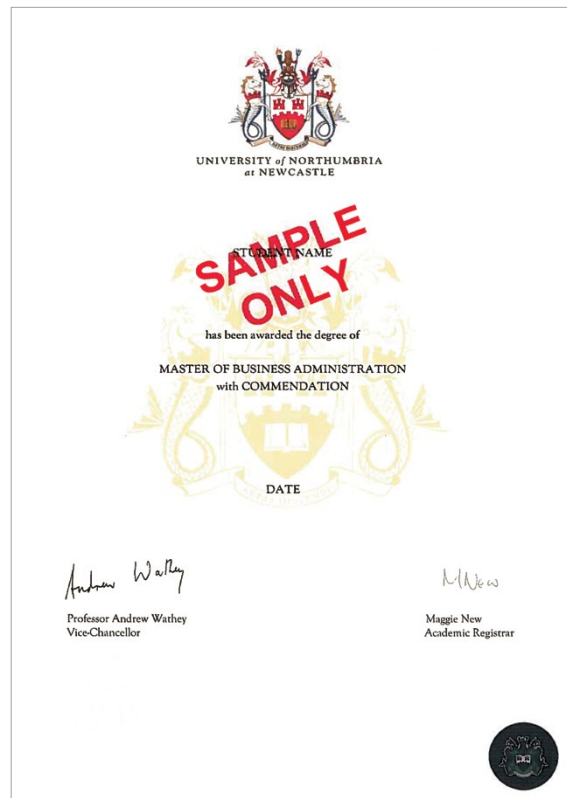 UNIVERSITY of NORTHUMBRIA
at NEWCASTLE
STUDENT NAME
SAMPLE
ONLY
has been awarded the degree of
MASTER OF BUSINESS ADMINISTRATION
with COMMENDATION
DATE
Andrew Wathey
MNew
Professor Andrew Wathey
Vice-Chancellor
Maggie New
Academic Registrar